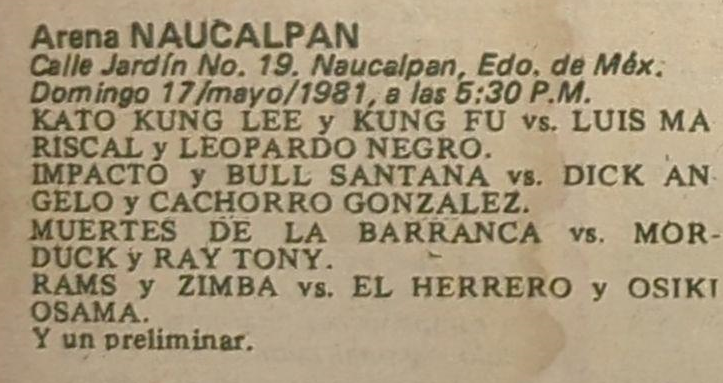 Arena NAUCALPAN
Calle Jardín No. 19. Naucalpan, Edo. de Méx.
Domingo 17/mayo/1981, a las 5:30 P.M.
KATO KUNG LEE y KUNG FU vs. LUIS MA
RISCAL y LEOPARDO NEGRO.
IMPACTO y BULL SANTANA vs. DICK AN-
GELO y CACHORRO GONZALEZ.
MUERTES DE LA BARRANCA vs. MOR-
DUCK y RAY TONY.
RAMS y ZIMBA vs. EL HERRERO y OSIKI
OSAMA.
Y un preliminar.